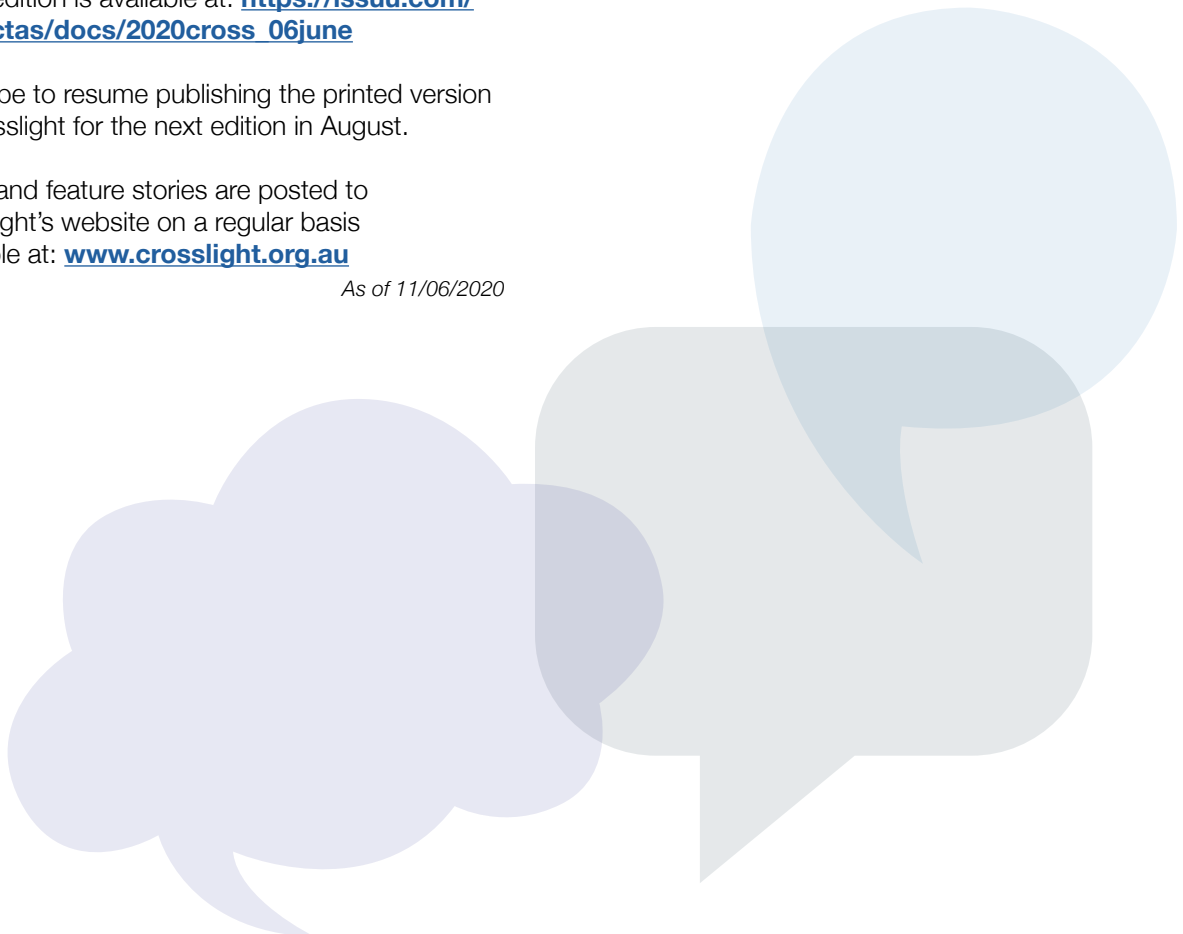 edition is available at: https://issuu.com/
ctas/docs/2020cross_06june
pe to resume publishing the printed version
sslight for the next edition in August.
and feature stories are posted to
ght’s website on a regular basis
ble at: www.crosslight.org.au
As of 11/06/2020